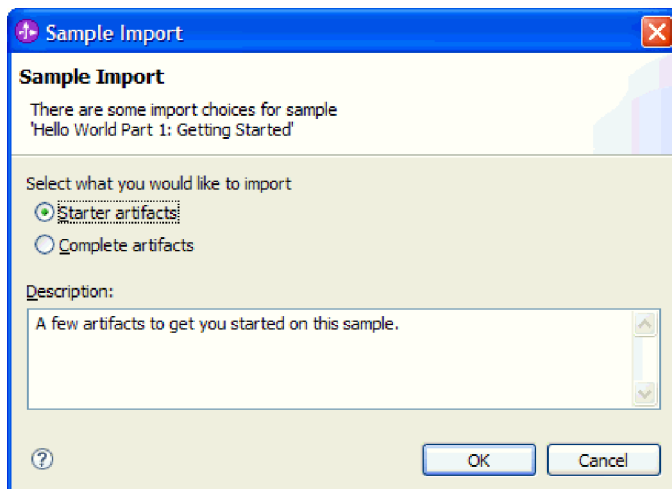 Sample Import
Sample Import
There are some import choices for sample
'Hello World Part 1: Getting Started'
Select what you would like to import
Starter artifacts
Complete artifacts
Description:
A few artifacts to get you started on this sample.
?
OK Cancel